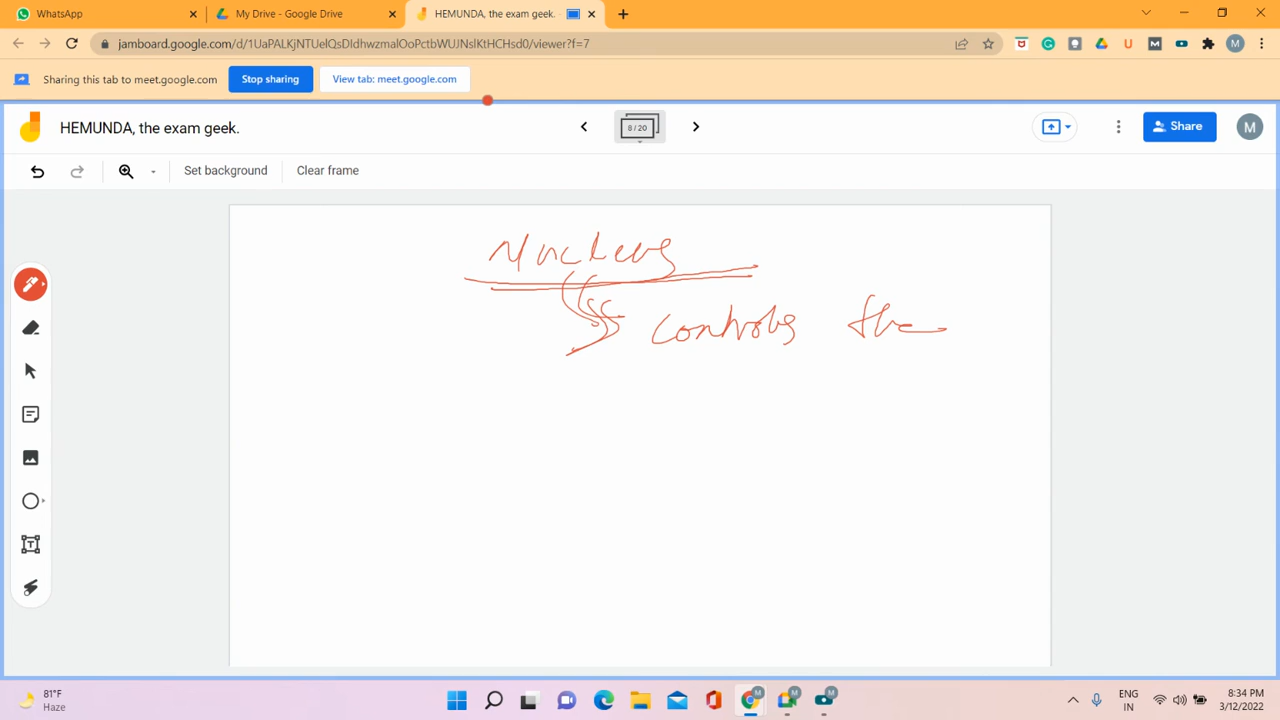 WhatsApp
My Drive - Google Drive
HEMUNDA, the exam geek.
jamboard.google.com/d/1UaPALKjNTUelQsDIdhwzmalOoPctbWUJNslKtHCHsd0/viewer?f=7
M
Sharing this tab to meet.google.com
Stop sharing
View tab: meet.google.com
HEMUNDA, the exam geek.
8 / 20
Share
M
Set background
Clear frame
Nucleus
controls the
81°F
Haze
ENG
IN
8:34 PM
3/12/2022